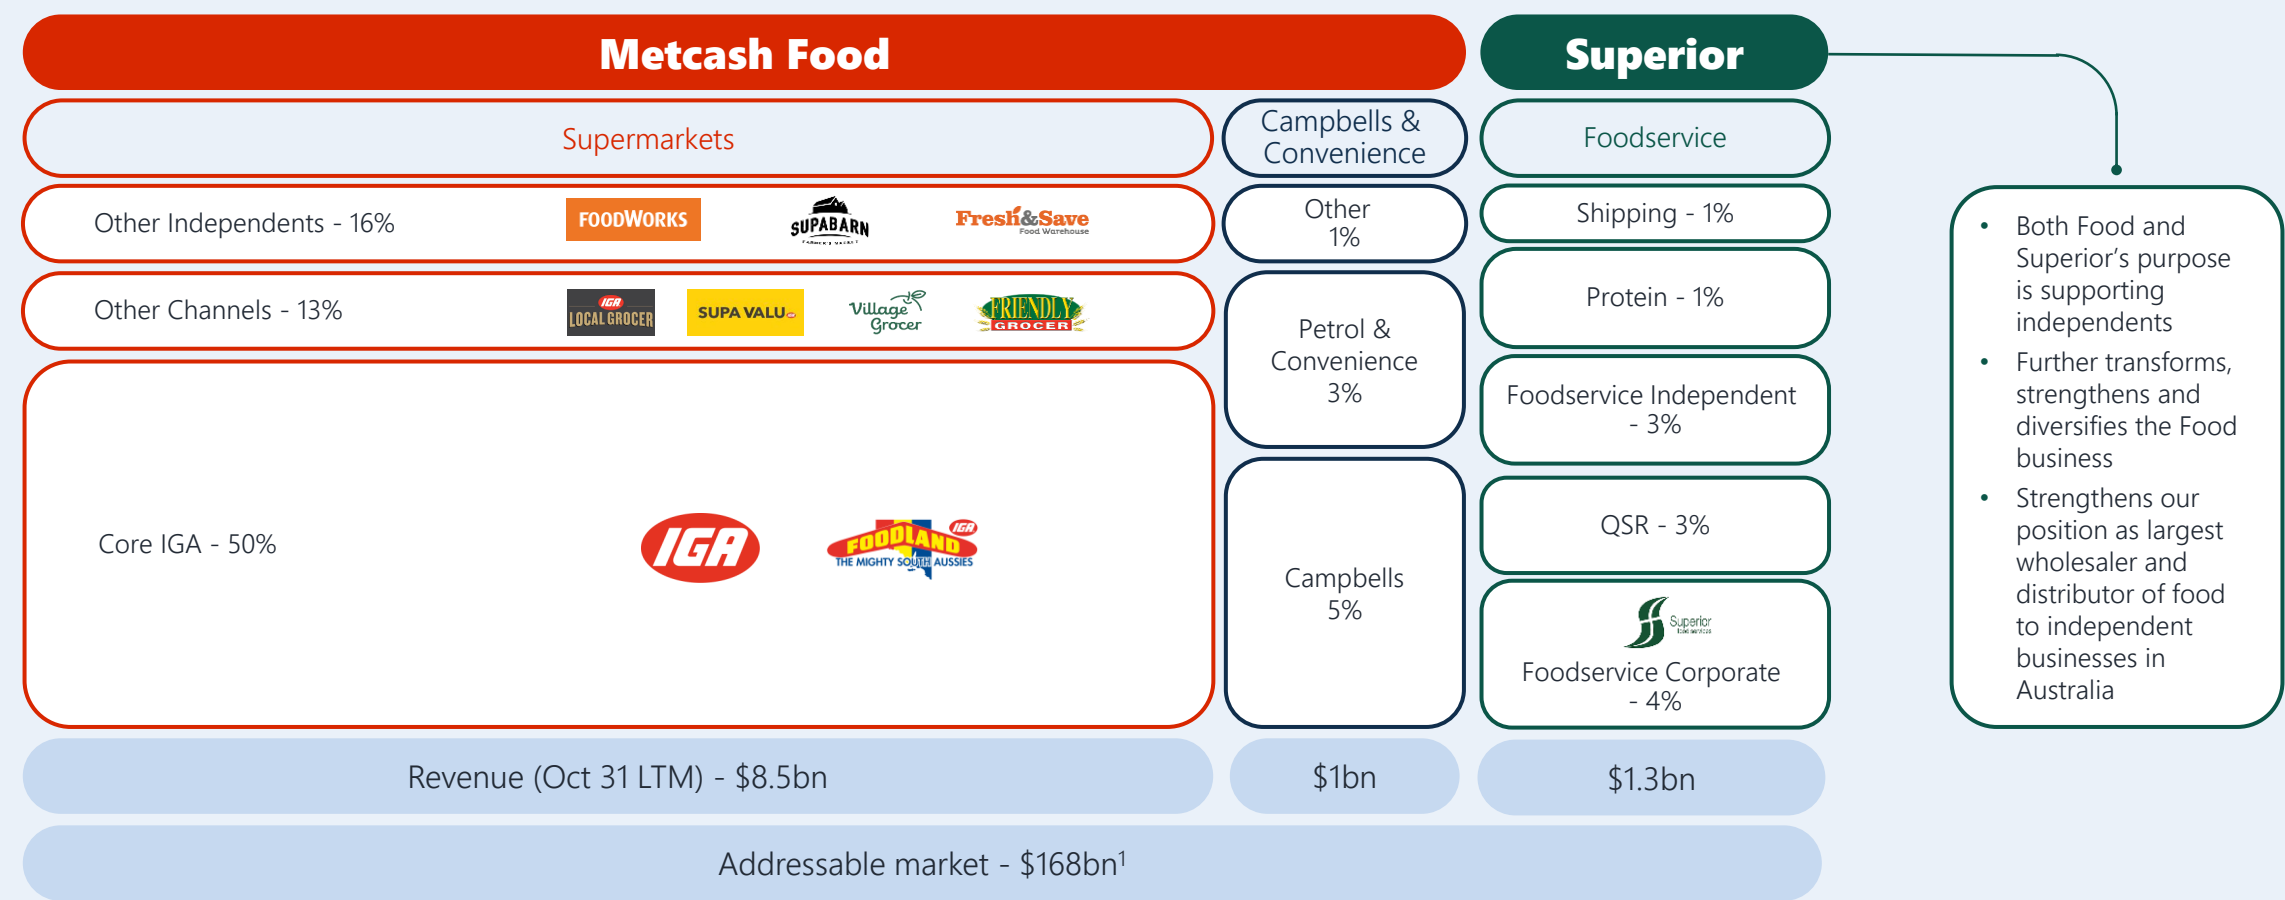 Metcash Food
Superior
Supermarkets
Campbells &
Convenience
Foodservice
Other Independents - 16%
FOODWORKS
SUPABARN
FARMER'S MARKET
Fresh&Save
Food Warehouse
Other
1%
Shipping - 1%
Other Channels - 13%
IGA
LOCAL GROCER
SUPA VALU
Village
Grocer
FRIENDLY
GROCER
Petrol &
Convenience
3%
Protein - 1%
Foodservice Independent
- 3%
Core IGA - 50%
IGA
IGA
FOODLAND
THE MIGHTY SOUTH AUSSIES
Campbells
5%
QSR - 3%
Superior
food services
Foodservice Corporate
- 4%
• Both Food and
Superior’s purpose
is supporting
independents
• Further transforms,
strengthens and
diversifies the Food
business
• Strengthens our
position as largest
wholesaler and
distributor of food
to independent
businesses in
Australia
Revenue (Oct 31 LTM) - $8.5bn
$1bn
$1.3bn
Addressable market - $168bn¹